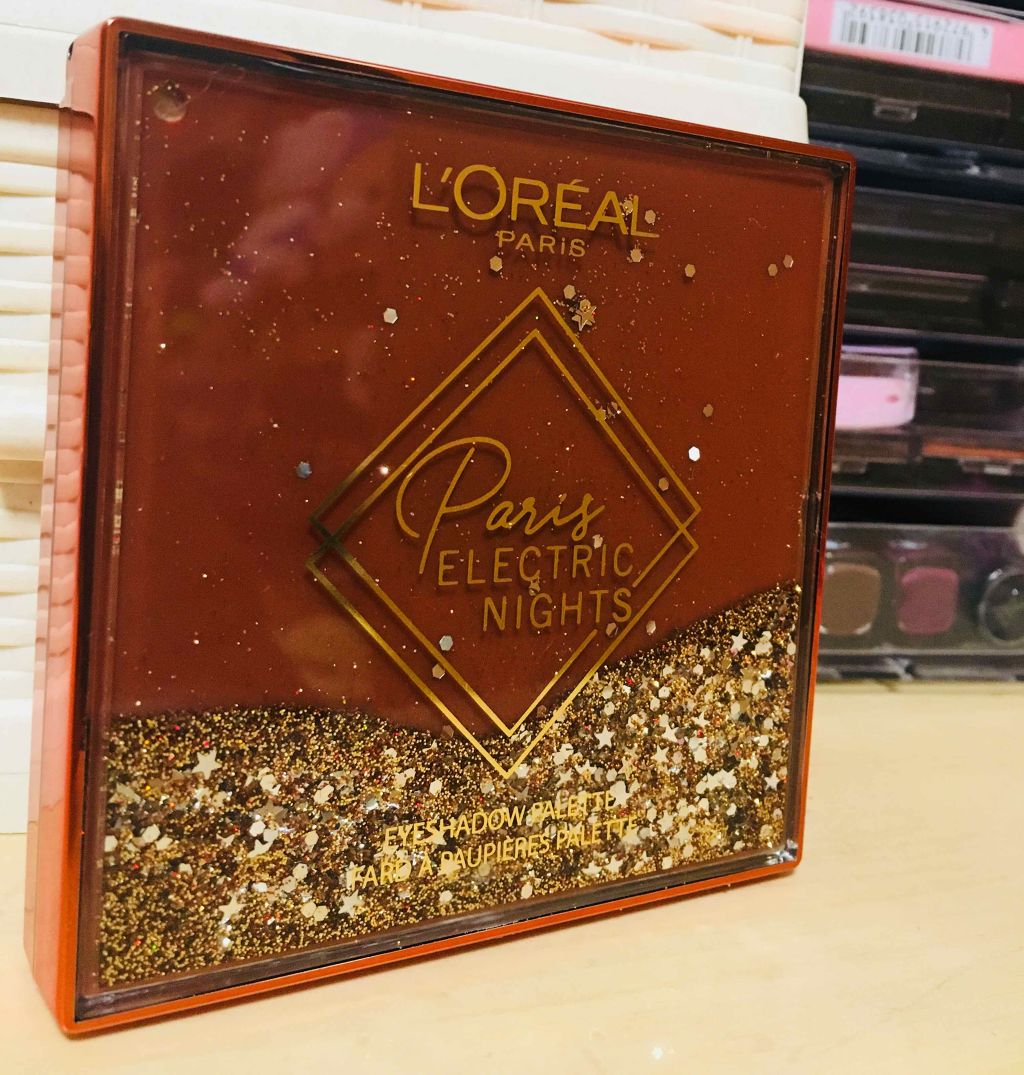 L'ORÉAL
PARIS
Paris
ELECTRIC
NIGHTS
EYESHADOW PALETTE
FARD À PAUPIÈRES PALETTE